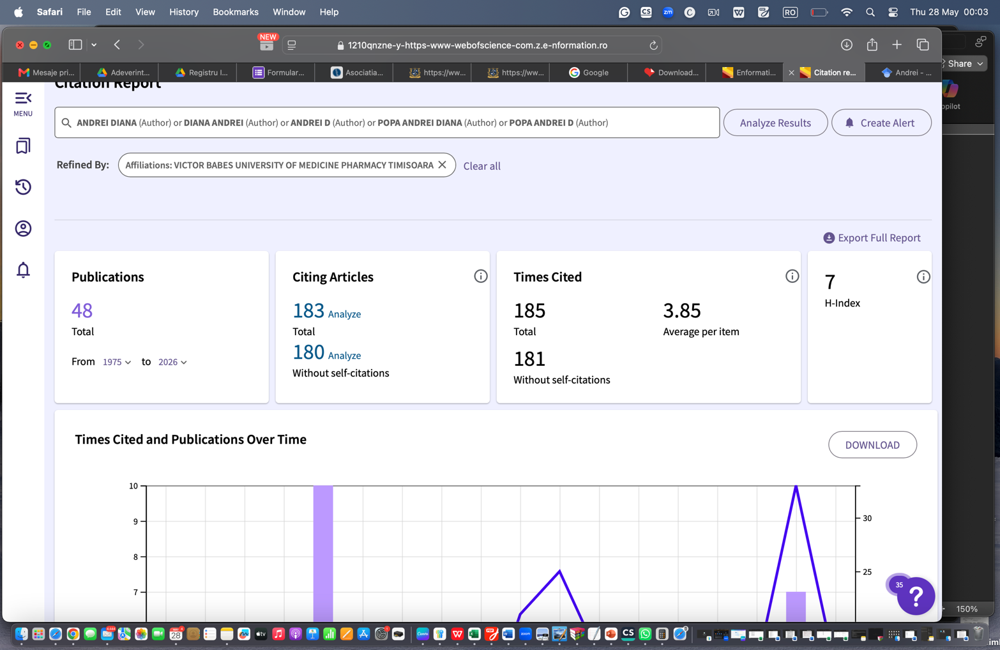 Safari File Edit View History Bookmarks Window Help
CS zm RO Thu 28 May 00:03
NEW
1210qnzne-y-https-www-webofscience-com.z.e-nformation.ro
Share
Mesaje pri... Adeverint... Registru I... Formular... Asociatia... https://ww... https://ww... Google Download... Enformati... Citation re... Andrei - ...
opilot
Citation Report
MENU
ANDREI DIANA (Author) or DIANA ANDREI (Author) or ANDREI D (Author) or POPA ANDREI DIANA (Author) or POPA ANDREI D (Author)
Analyze Results
Create Alert
Refined By:
Affiliations: VICTOR BABES UNIVERSITY OF MEDICINE PHARMACY TIMISOARA
Clear all
Export Full Report
Publications
48
Total
From 1975 to 2026
Citing Articles
183 Analyze
Total
180 Analyze
Without self-citations
Times Cited
185
Total
3.85
Average per item
181
Without self-citations
7
H-Index
Times Cited and Publications Over Time
DOWNLOAD
10
9
8
7
30
25
35
?
150%